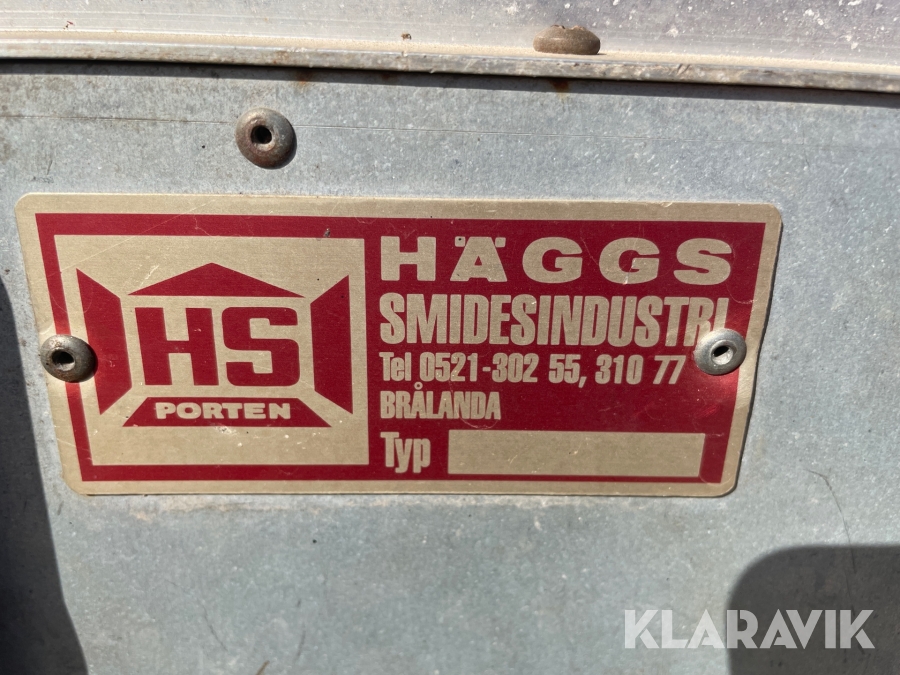 HS
PORTEN
HÄGGS
SMIDESINDUSTRI
Tel 0521-302 55, 310 77
BRÅLANDA
Typ
KLARAVIK